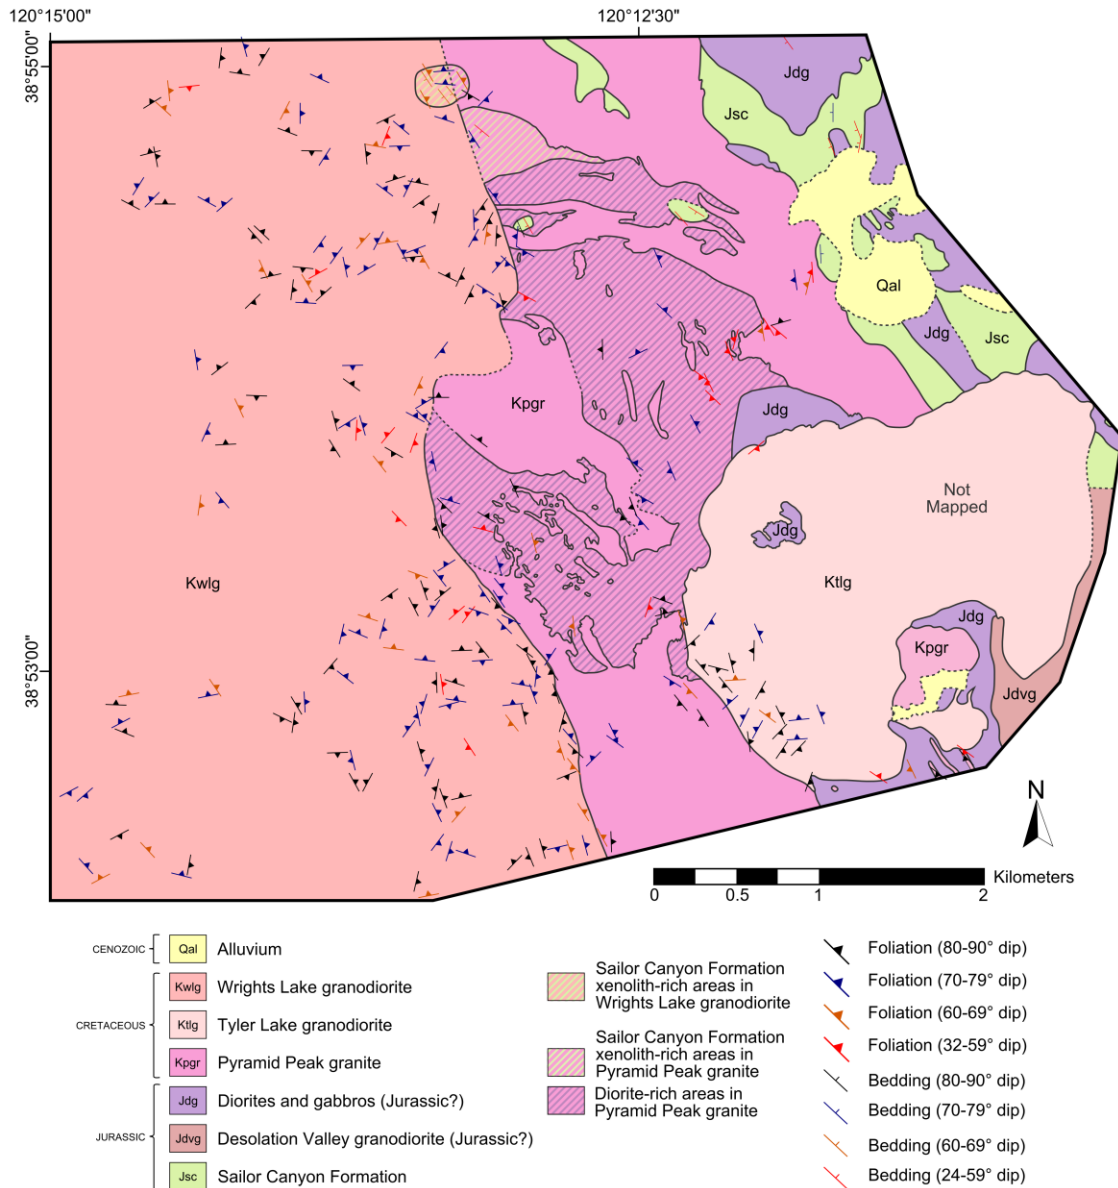 120°15'00"
120°12'30"
38°55'00"
Jdg
Jsc
Qal
Jdg
Jsc
Kpgr
Jdg
Not
Mapped
Jdg
Kwlg
Ktlg
Jdg
Kpgr
38°53'00"
Jdvg
N
Kilometers
0
0.5
1
2
CENOZOIC
Qal
Alluvium
CRETACEOUS
Kwlg
Wrights Lake granodiorite
Ktlg
Tyler Lake granodiorite
Kpgr
Pyramid Peak granite
JURASSIC
Jdg
Diorites and gabbros (Jurassic?)
Jdvg
Desolation Valley granodiorite (Jurassic?)
Jsc
Sailor Canyon Formation
Sailor Canyon Formation
xenolith-rich areas in
Wrights Lake granodiorite
Sailor Canyon Formation
xenolith-rich areas in
Pyramid Peak granite
Diorite-rich areas in
Pyramid Peak granite
Foliation (80-90° dip)
Foliation (70-79° dip)
Foliation (60-69° dip)
Foliation (32-59° dip)
Bedding (80-90° dip)
Bedding (70-79° dip)
Bedding (60-69° dip)
Bedding (24-59° dip)